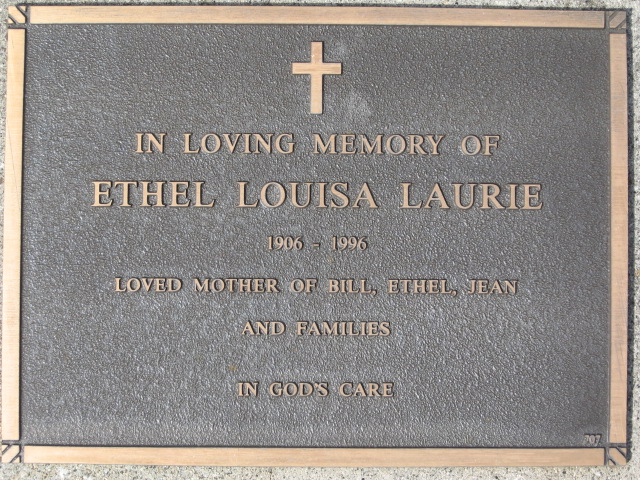 IN LOVING MEMORY OF
ETHEL LOUISA LAURIE
1906 - 1996
LOVED MOTHER OF BILL, ETHEL, JEAN
AND FAMILIES
IN GOD'S CARE
707